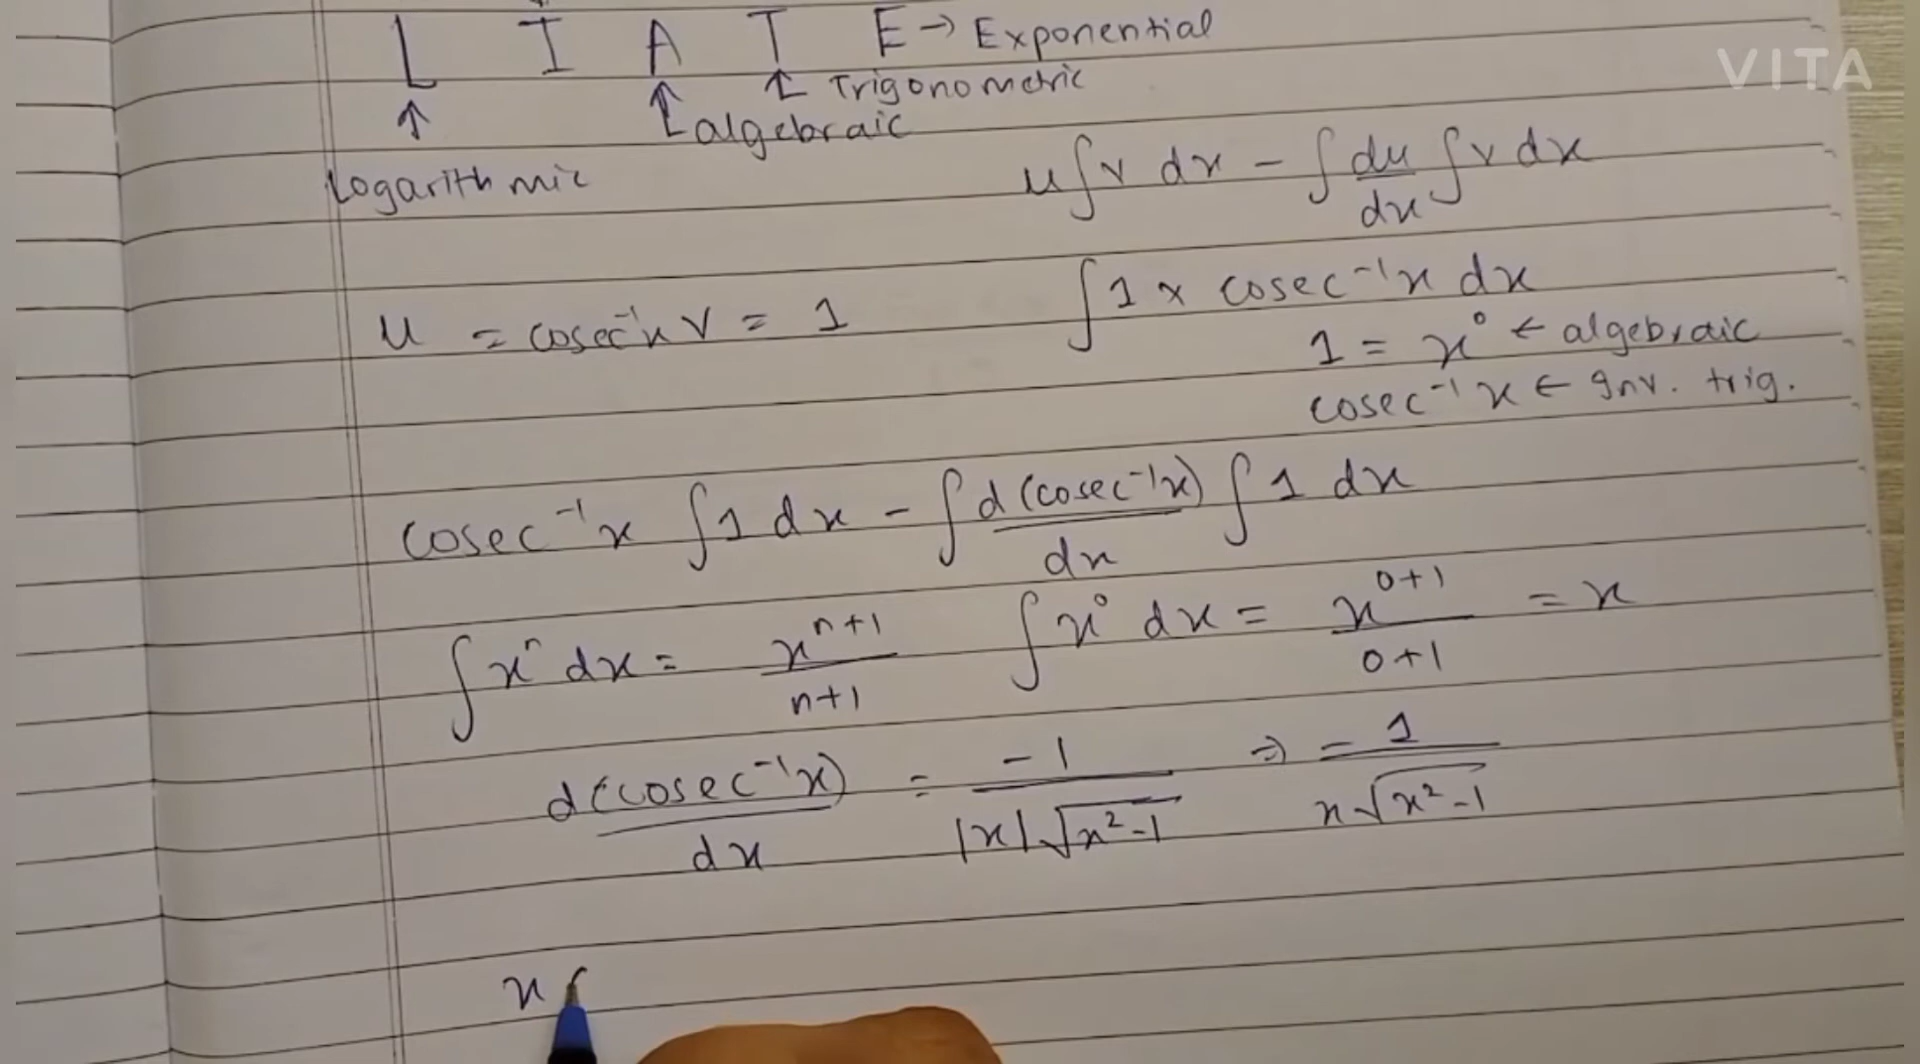 L I A T E → Exponential
VITA
↑ ↑ ↑ Trigonometric
algebraic
Logarithmic
u∫v dx - ∫du/dx ∫v dx
u = cosec⁻¹x v = 1
∫1 × cosec⁻¹x dx
1 = x⁰ ← algebraic
cosec⁻¹x ← Inv. trig.
cosec⁻¹x ∫1 dx - ∫d(cosec⁻¹x)/dx ∫1 dx
∫xⁿ dx = xⁿ⁺¹/n+1 ∫x⁰ dx = x⁰⁺¹/0+1 = x
d(cosec⁻¹x)/dx = -1/|x|√x²-1 ⇒ -1/x√x²-1
x